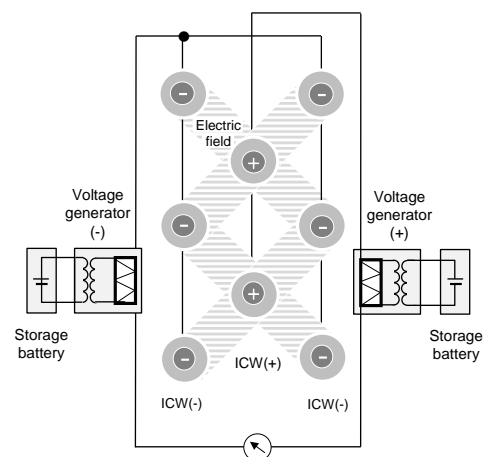 -
-
Electric
field
+
Voltage
generator
(-)
Voltage
generator
(+)
-
-
+
Storage
battery
Storage
battery
-
-
ICW(+)
ICW(-)
ICW(-)